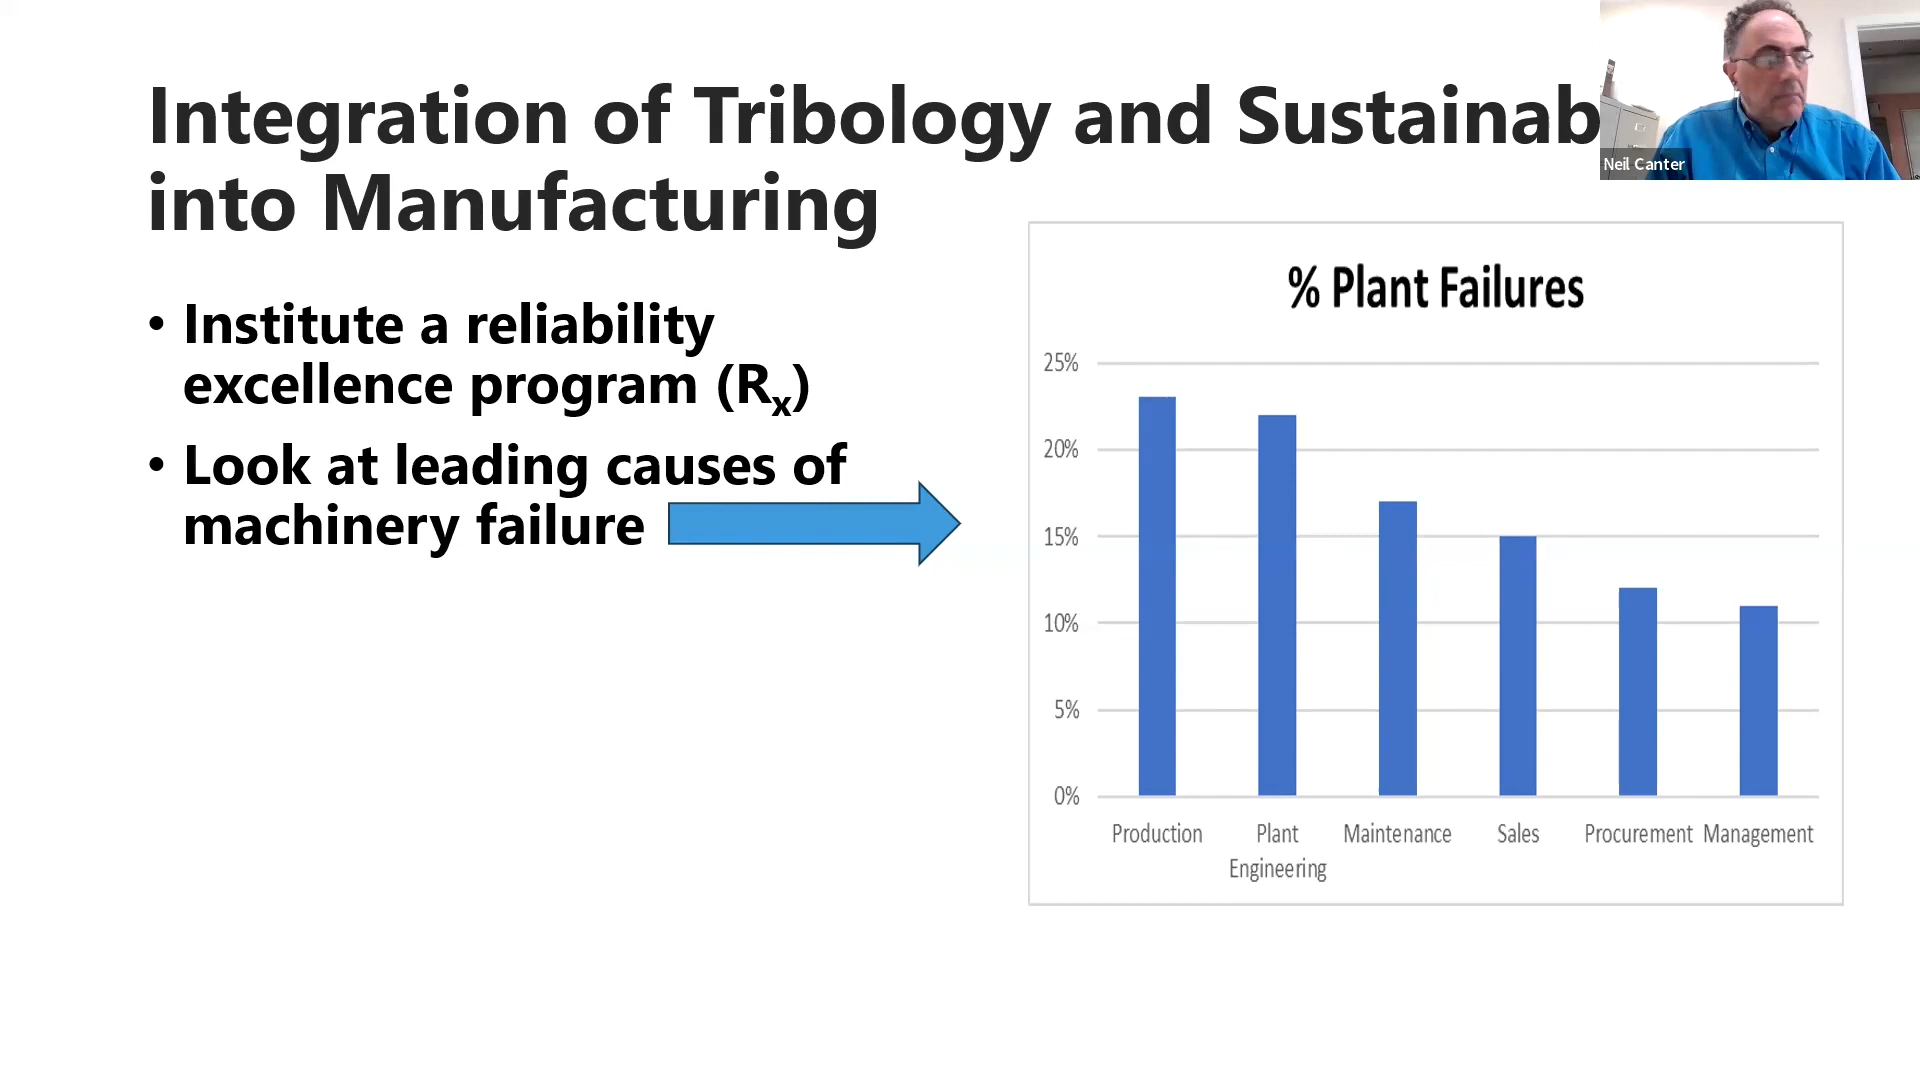 Integration of Tribology and Sustainab
into Manufacturing
• Institute a reliability
excellence program (Rx)
• Look at leading causes of
machinery failure
Neil Canter
% Plant Failures
25%
20%
15%
10%
5%
0%
Production Plant Engineering Maintenance Sales Procurement Management